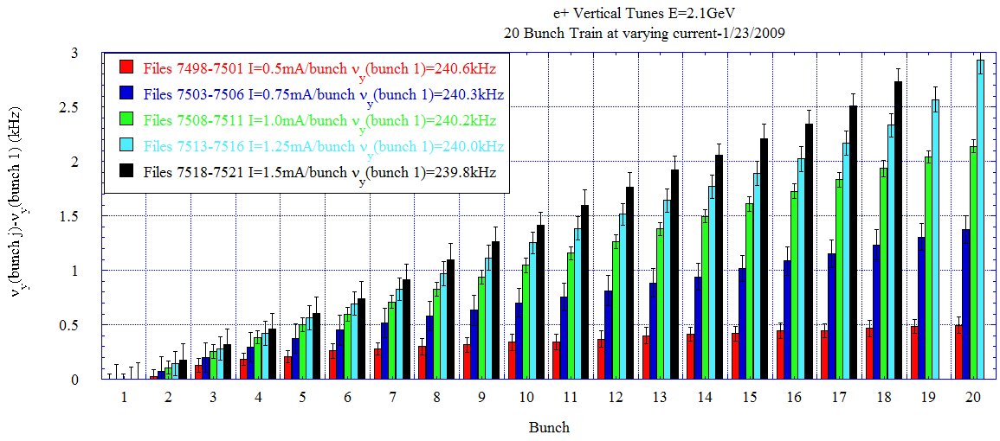 e+ Vertical Tunes E=2.1GeV
20 Bunch Train at varying current-1/23/2009
Files 7498-7501 I=0.5mA/bunch νy(bunch 1)=240.6kHz
Files 7503-7506 I=0.75mA/bunch νy(bunch 1)=240.3kHz
Files 7508-7511 I=1.0mA/bunch νy(bunch 1)=240.2kHz
Files 7513-7516 I=1.25mA/bunch νy(bunch 1)=240.0kHz
Files 7518-7521 I=1.5mA/bunch νy(bunch 1)=239.8kHz
νy(bunch j)-νy(bunch 1) (kHz)
3
2.5
2
1.5
1
0.5
0
1 2 3 4 5 6 7 8 9 10 11 12 13 14 15 16 17 18 19 20
Bunch